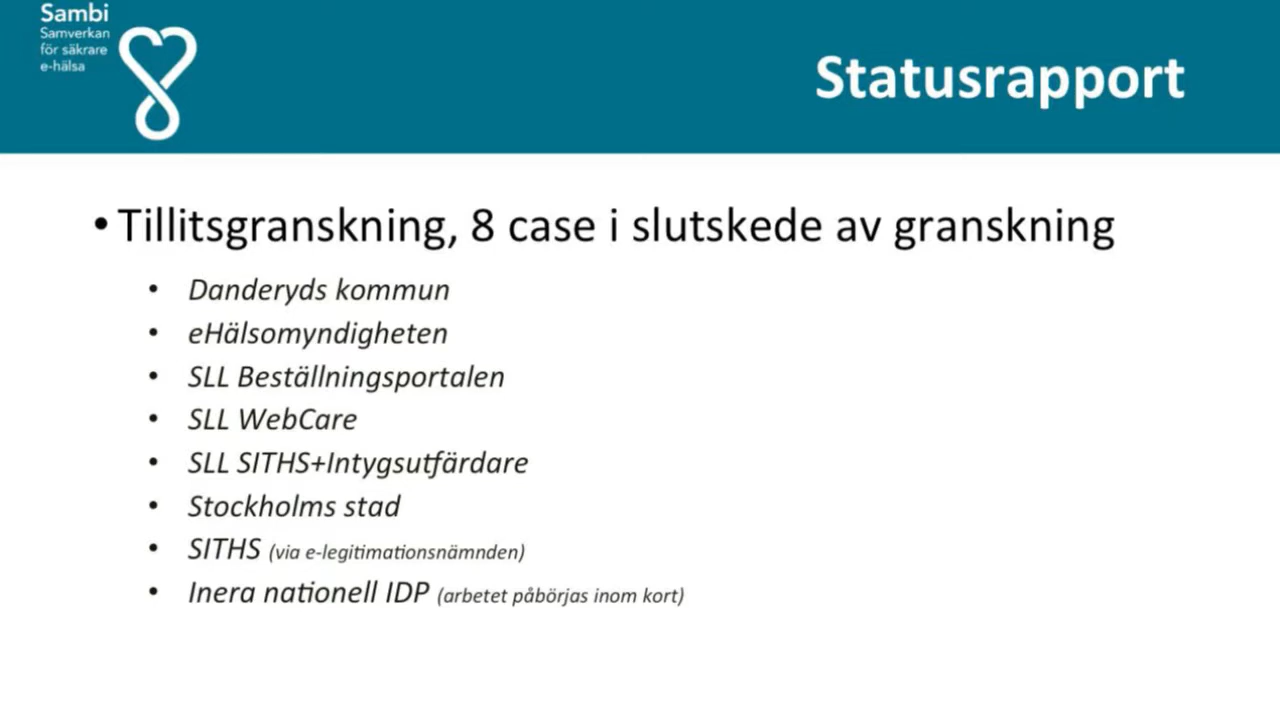 Sambi
Samverkan
för säkrare
e-hälsa
Statusrapport
• Tillitsgranskning, 8 case i slutskede av granskning
• Danderyds kommun
• eHälsomyndigheten
• SLL Beställningsportalen
• SLL WebCare
• SLL SITHS+Intygsutfärdare
• Stockholms stad
• SITHS (via e-legitimationsnämnden)
• Inera nationell IDP (arbetet påbörjas inom kort)